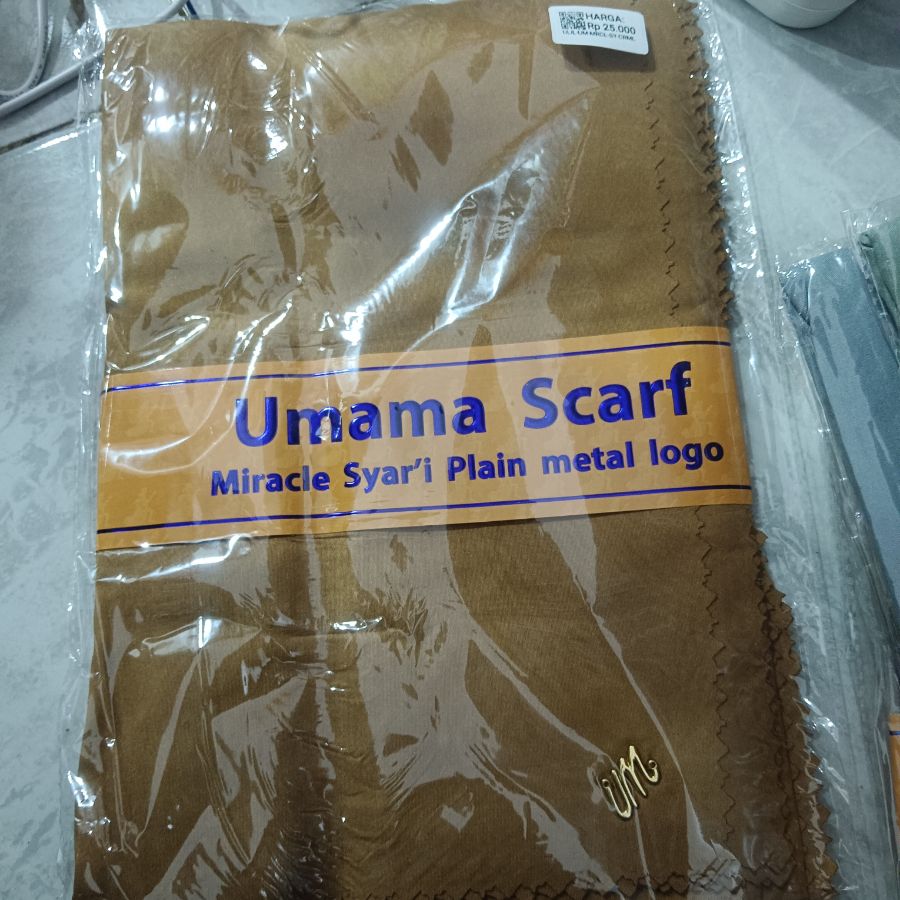 HARGA:
Rp 25.000
Umama Scarf
Miracle Syar'i Plain metal logo
UM